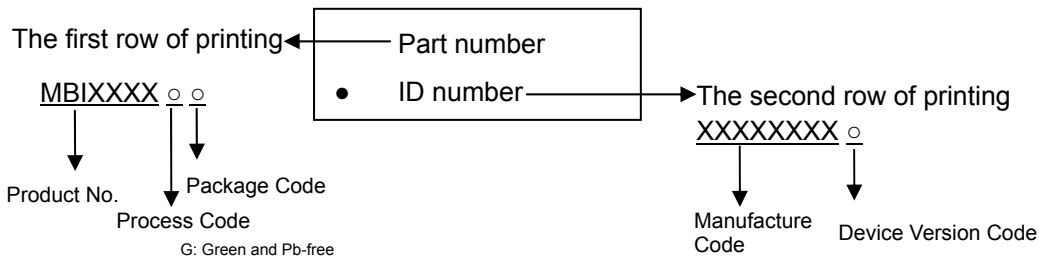 The first row of printing
Part number
MBIXXXX ○ ○
● ID number
The second row of printing
XXXXXXXX ○
Product No.
Package Code
Process Code
G: Green and Pb-free
Manufacture
Code
Device Version Code